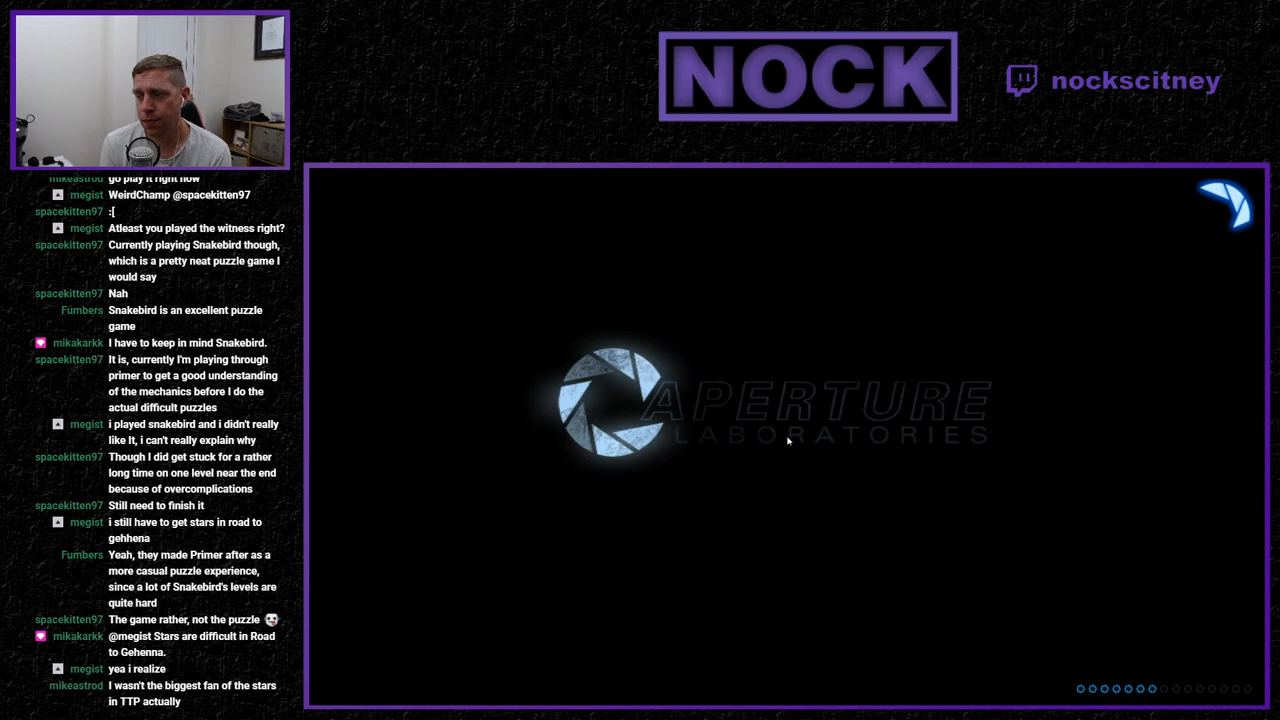 NOCK
nockscitney
mikeastrod go play it right now
megist WeirdChamp @spacekitten97
spacekitten97 :[
megist Atleast you played the witness right?
spacekitten97 Currently playing Snakebird though,
which is a pretty neat puzzle game I
would say
spacekitten97 Nah
Fumbers Snakebird is an excellent puzzle
game
mikakarkk I have to keep in mind Snakebird.
spacekitten97 It is, currently I'm playing through
primer to get a good understanding
of the mechanics before I do the
actual difficult puzzles
megist i played snakebird and i didn't really
like It, i can't really explain why
spacekitten97 Though I did get stuck for a rather
long time on one level near the end
because of overcomplications
spacekitten97 Still need to finish it
megist i still have to get stars in road to
gehhena
Fumbers Yeah, they made Primer after as a
more casual puzzle experience,
since a lot of Snakebird's levels are
quite hard
spacekitten97 The game rather, not the puzzle
mikakarkk @megist Stars are difficult in Road
to Gehenna.
megist yea i realize
mikeastrod I wasn't the biggest fan of the stars
in TTP actually
APERTURE
LABORATORIES